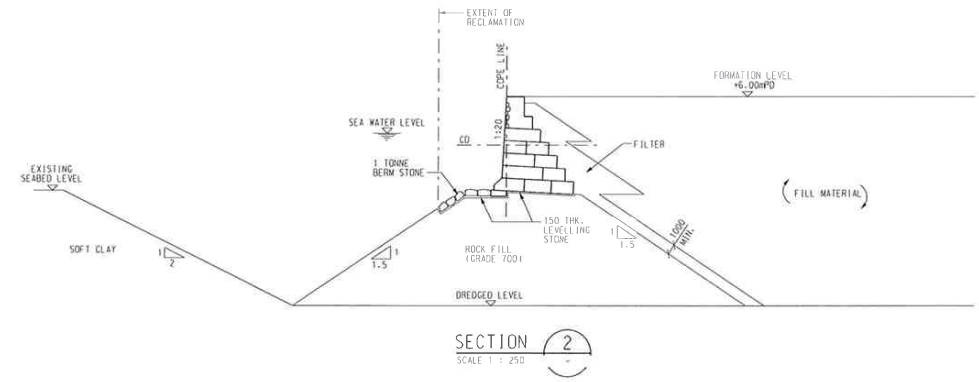 EXTENT OF
RECLAMATION
COPE LINE
FORMATION LEVEL
+6.00mPD
SEA WATER LEVEL
CD
1:20
FILTER
1 TONNE
BERM STONE
EXISTING
SEABED LEVEL
FILL MATERIAL
150 THK.
LEVELLING
STONE
SOFT CLAY
1
2
1
1.5
ROCK FILL
(GRADE 700)
1
1.5
1000
MIN.
DREDGED LEVEL
SECTION 2
SCALE 1 : 250
-